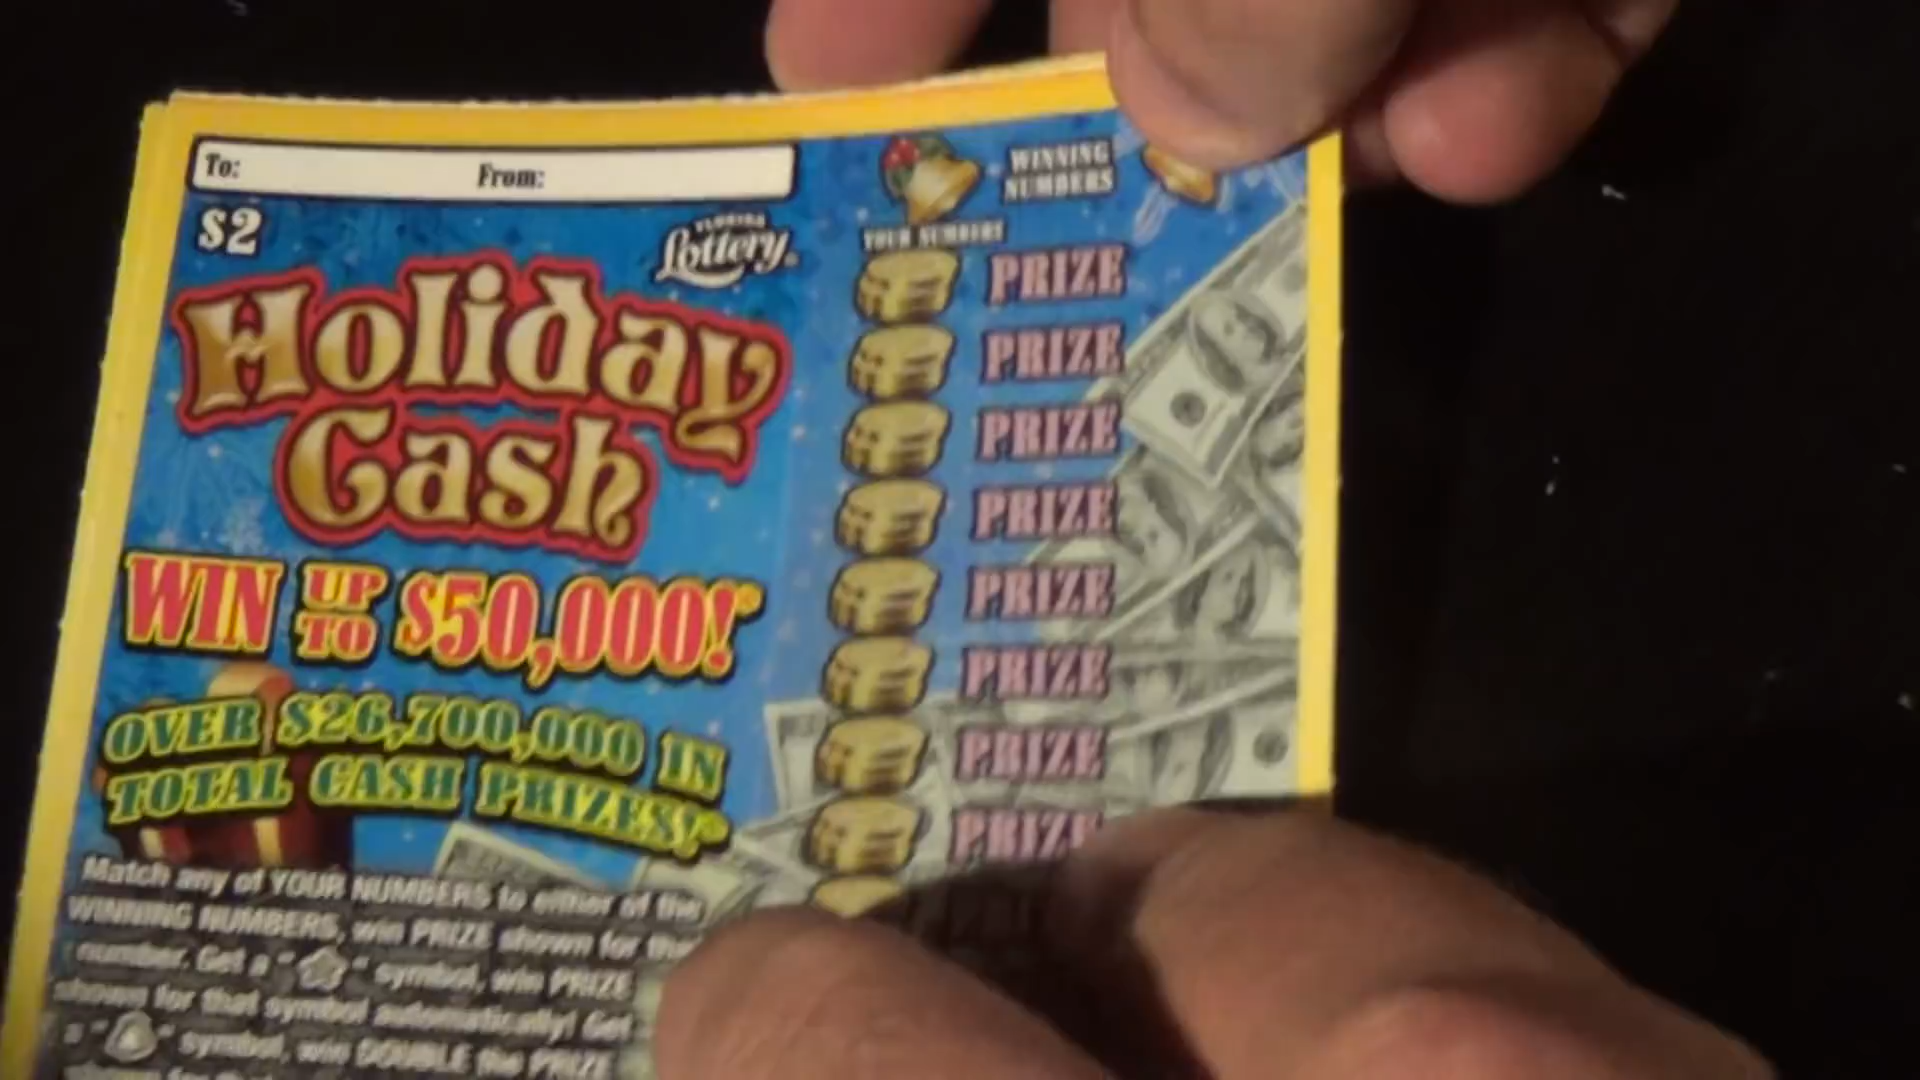 To: From:
$2
FLORIDA
Lottery
Holiday
Cash
WIN UP TO $50,000!
OVER $26,700,000 IN
TOTAL CASH PRIZES!
Match any of YOUR NUMBERS to either of the
WINNING NUMBERS, win PRIZE shown for that
number. Get a " " symbol, win PRIZE
shown for that symbol automatically! Get
a " " symbol, win DOUBLE the PRIZE
WINNING
NUMBERS
YOUR NUMBERS
PRIZE
PRIZE
PRIZE
PRIZE
PRIZE
PRIZE
PRIZE
PRIZE